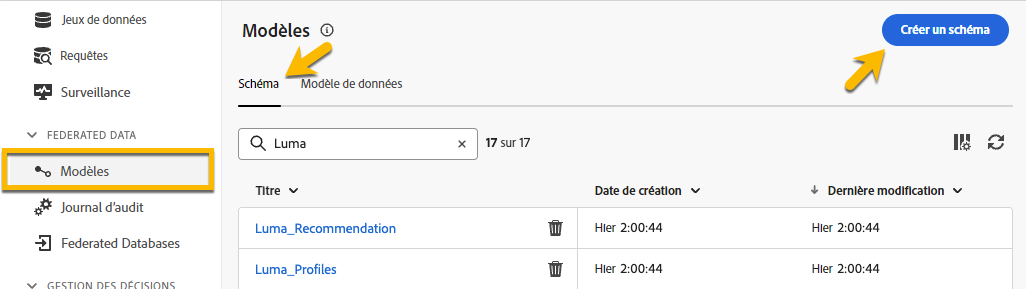 Jeux de données
Requêtes
Surveillance
FEDERATED DATA
Modèles
Journal d'audit
Federated Databases
GESTION DES DÉCISIONS
Modèles
Créer un schéma
Schéma
Modèle de données
Luma
17 sur 17
Titre
Date de création
Dernière modification
Luma_Recommendation
Hier 2:00:44
Hier 2:00:44
Luma_Profiles
Hier 2:00:44
Hier 2:00:44